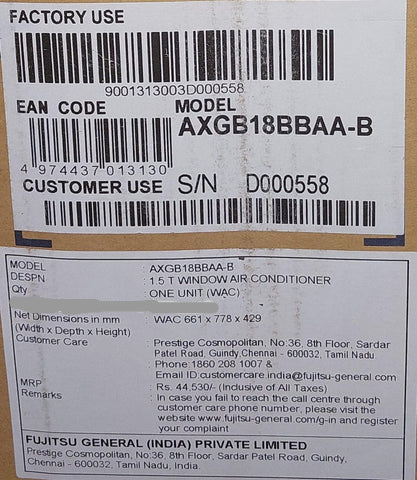 FACTORY USE
9001313003D000558
EAN CODE MODEL
AXGB18BBAA-B
4 974437 013130
CUSTOMER USE S/N D000558
MODEL : AXGB18BBAA-B
DESPN : 1.5 T WINDOW AIR CONDITIONER
Qty : ONE UNIT (WAC)
Net Dimensions in mm : WAC 661 x 778 x 429
(Width x Depth x Height)
Customer Care : Prestige Cosmopolitan, No:36, 8th Floor, Sardar
Patel Road, Guindy,Chennai - 600032, Tamil Nadu
Phone:1860 208 1007 &
Email ID:customercare.india@fujitsu-general.com
MRP : Rs: 44,530/- (Inclusive of All Taxes)
Remarks : In case you fail to reach the call centre through
customer care phone number, please visit the
website www.fujitsu-general.com/g-in and register
your complaint
FUJITSU GENERAL (INDIA) PRIVATE LIMITED
Prestige Cosmopolitan, No:36, 8th Floor, Sardar Patel Road, Guindy,
Chennai - 600032, Tamil Nadu, India.